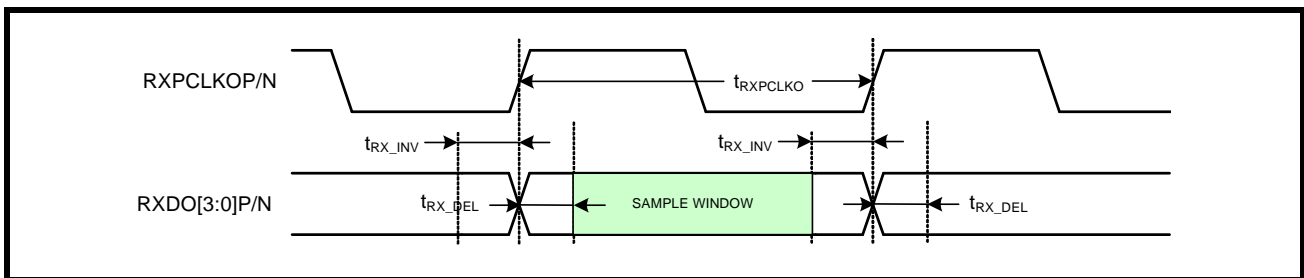 RXPCLKOP/N
tRXPCLKO
tRX_INV
tRX_INV
RXDO[3:0]P/N
tRX_DEL
SAMPLE WINDOW
tRX_DEL